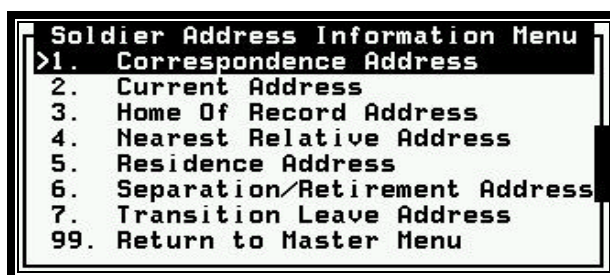 Soldier Address Information Menu
>1. Correspondence Address
2. Current Address
3. Home Of Record Address
4. Nearest Relative Address
5. Residence Address
6. Separation/Retirement Address
7. Transition Leave Address
99. Return to Master Menu